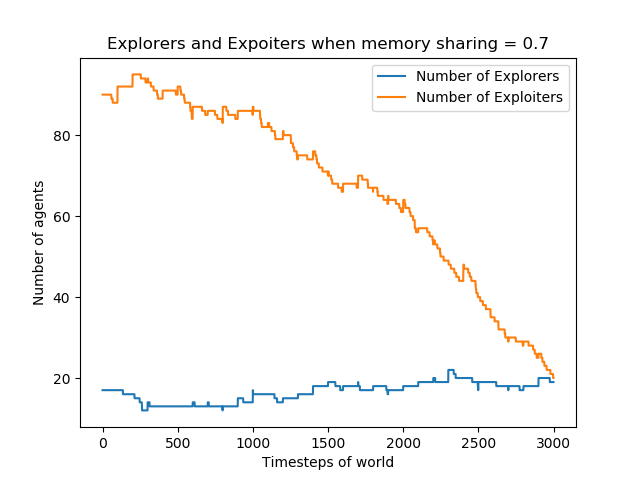 Explorers and Expoiters when memory sharing = 0.7
Number of Explorers
Number of Exploiters
Number of agents
80
60
40
20
0 500 1000 1500 2000 2500 3000
Timesteps of world